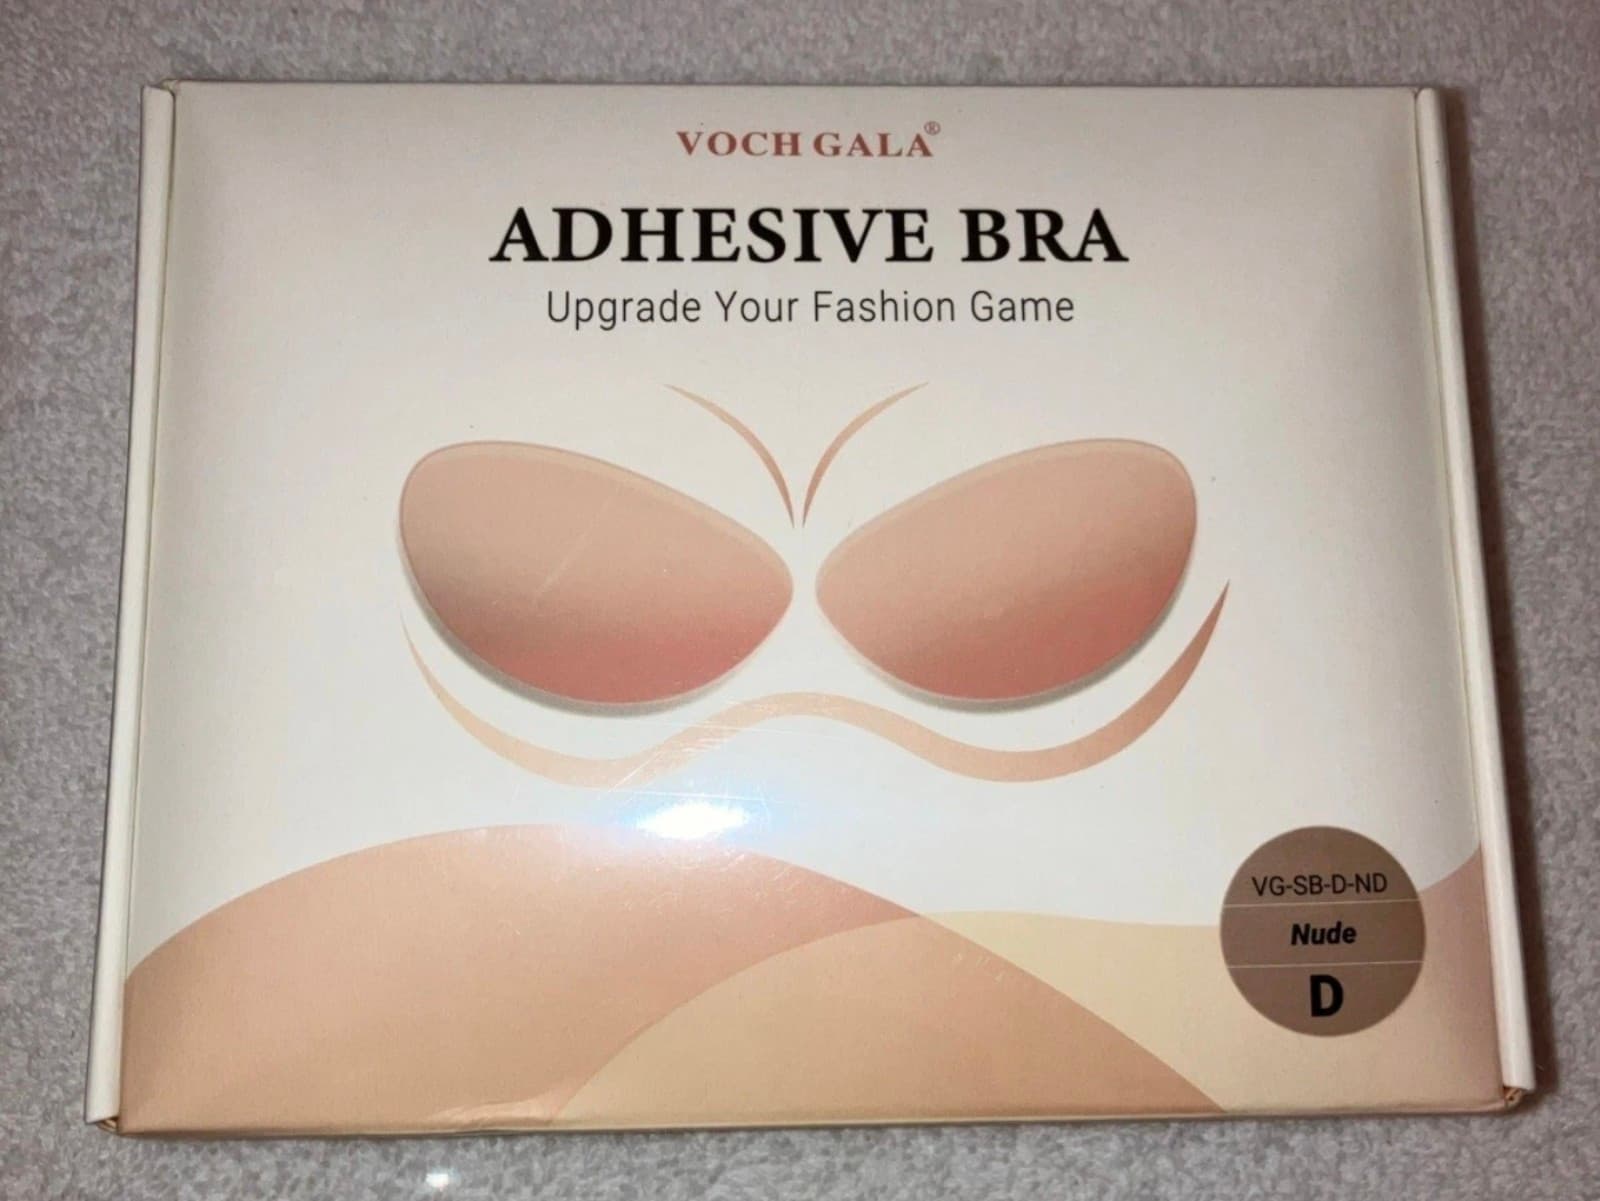 VOCH GALA®
ADHESIVE BRA
Upgrade Your Fashion Game
VG-SB-D-ND
Nude
D